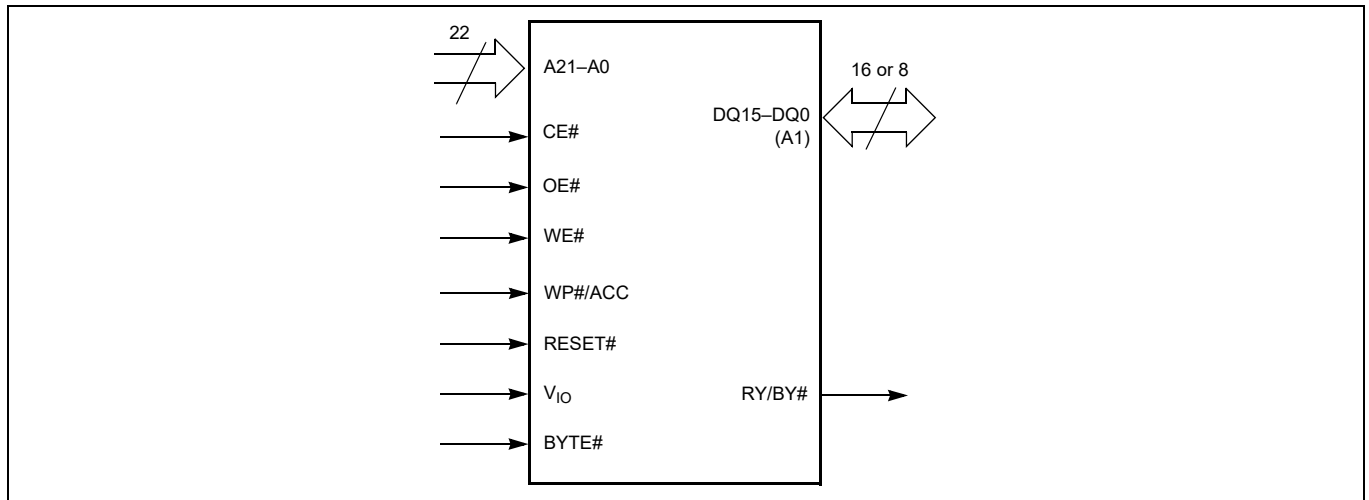 22
A21–A0
16 or 8
CE#
DQ15–DQ0
(A1)
OE#
WE#
WP#/ACC
RESET#
VIO
RY/BY#
BYTE#